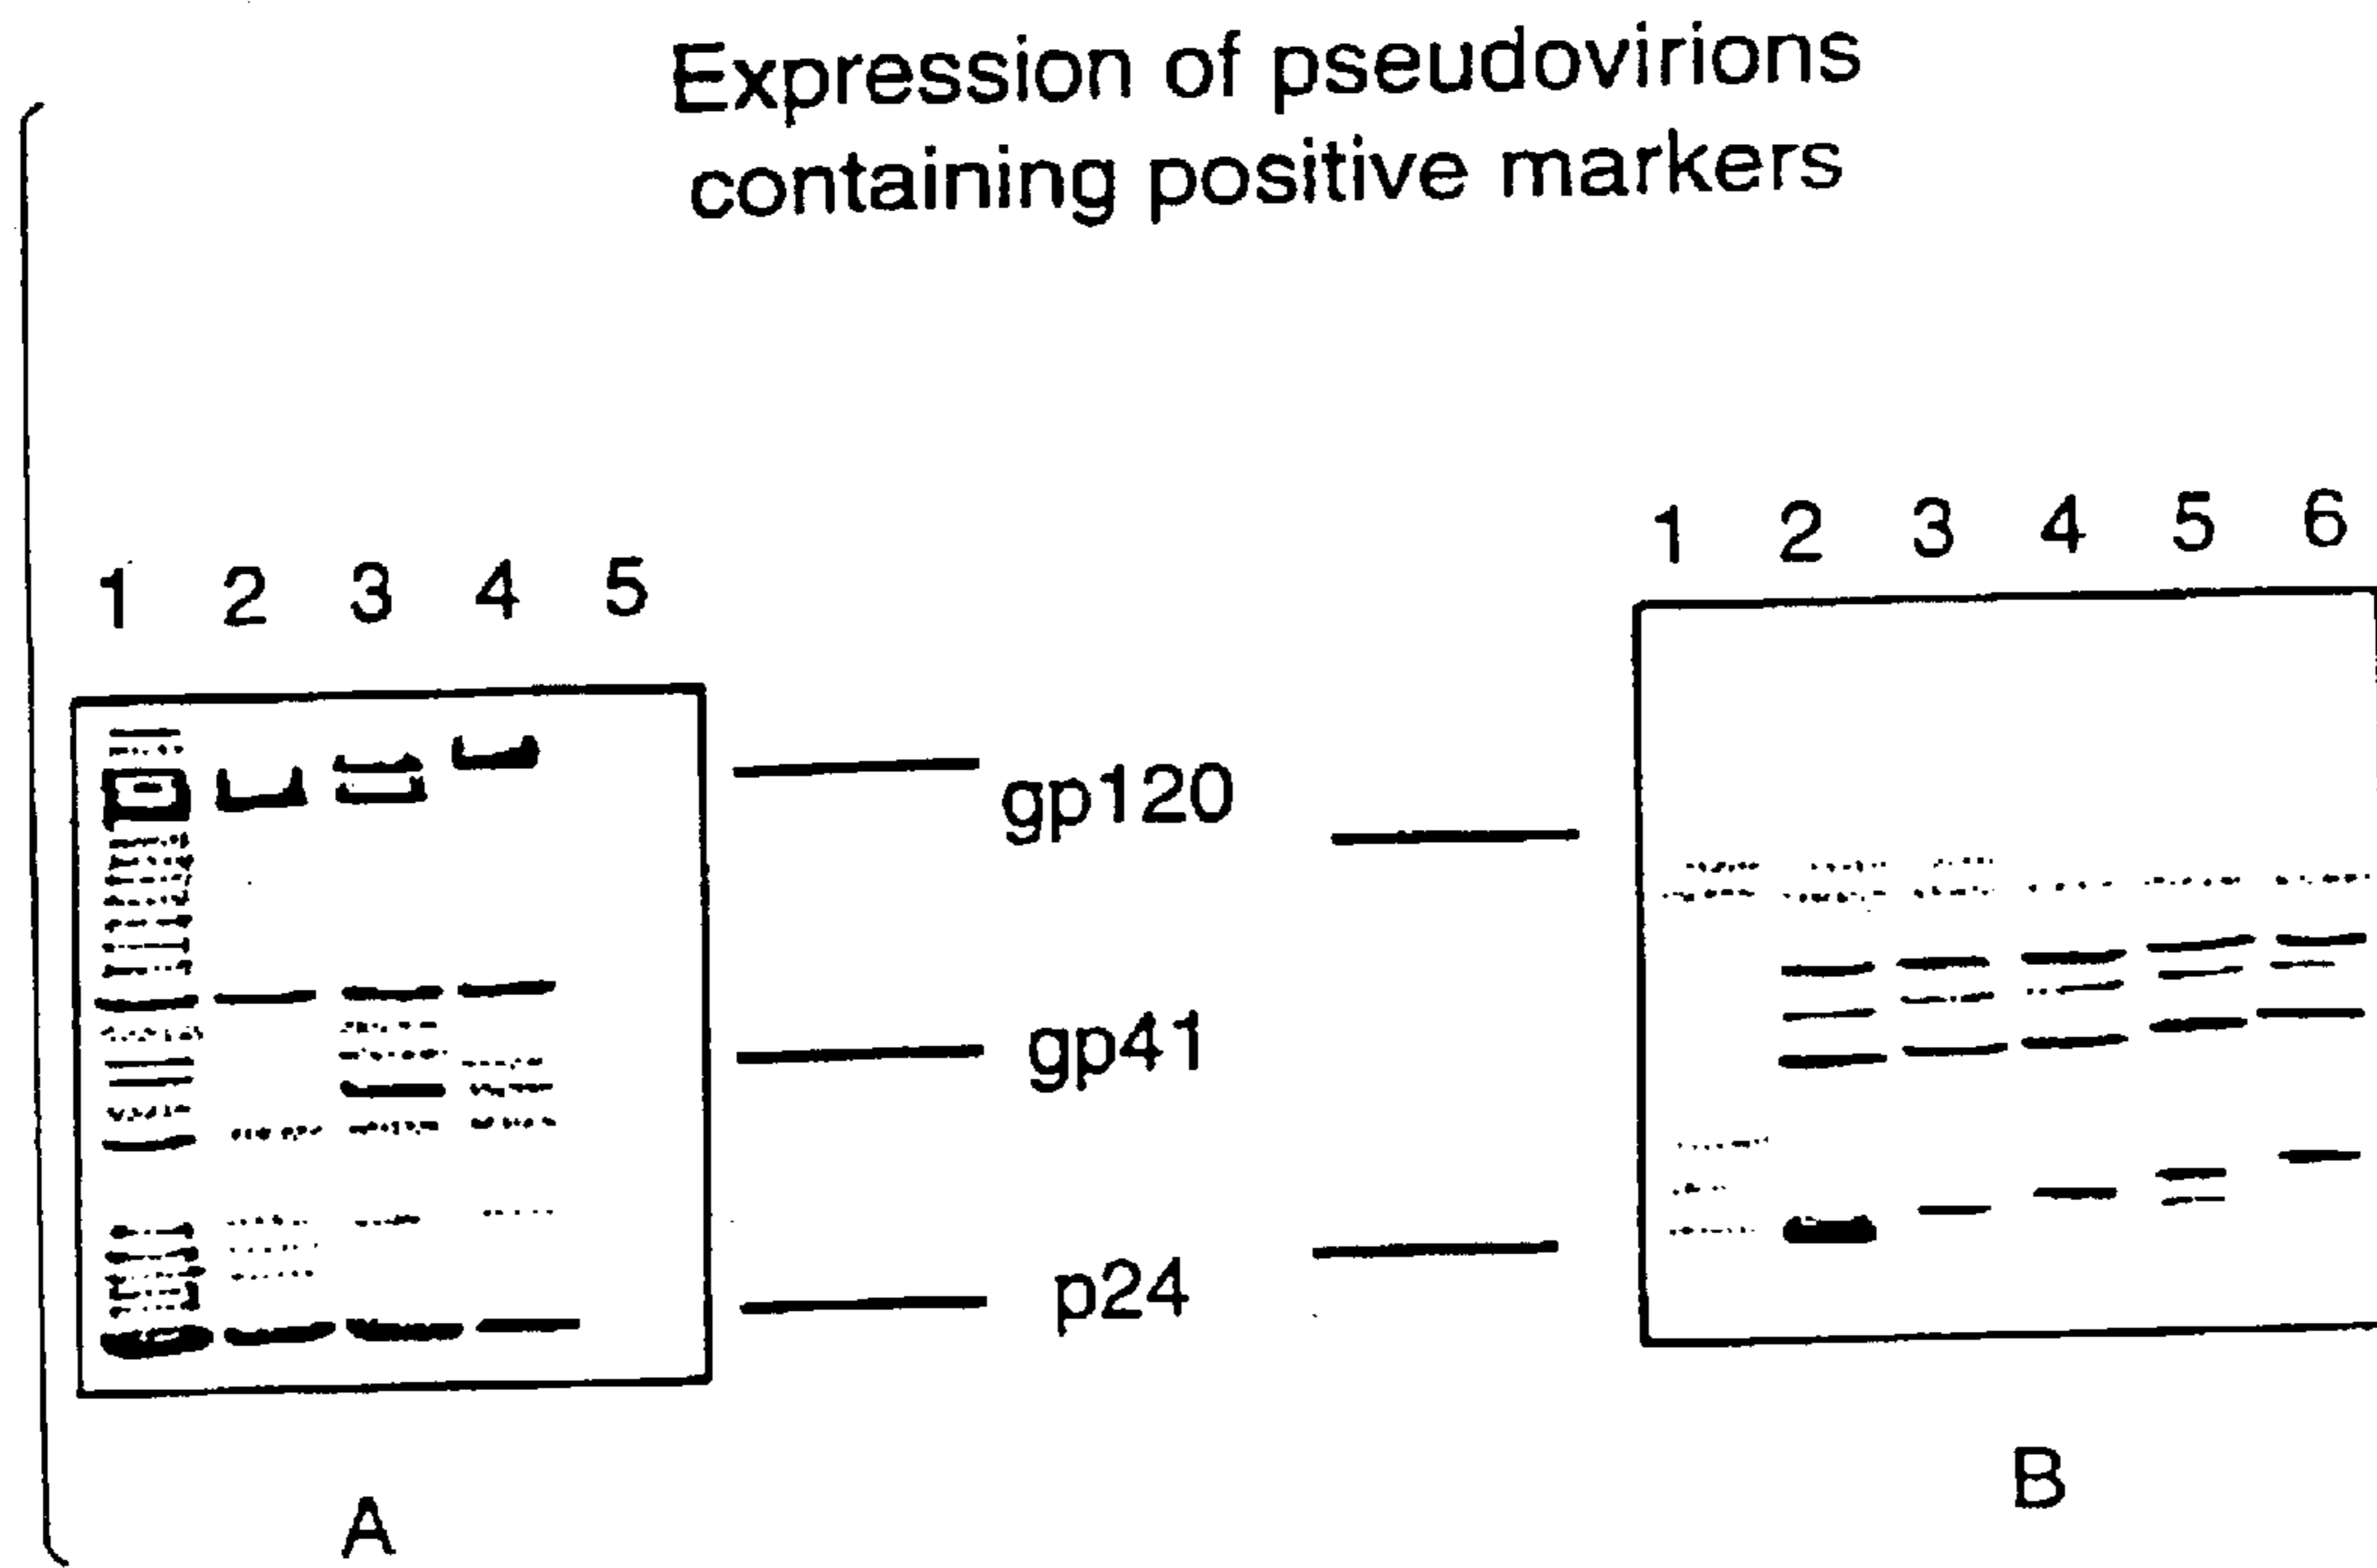 Expression of pseudovirions
containing positive markers
1 2 3 4 5
1 2 3 4 5 6
gp120
gp41
p24
A
B